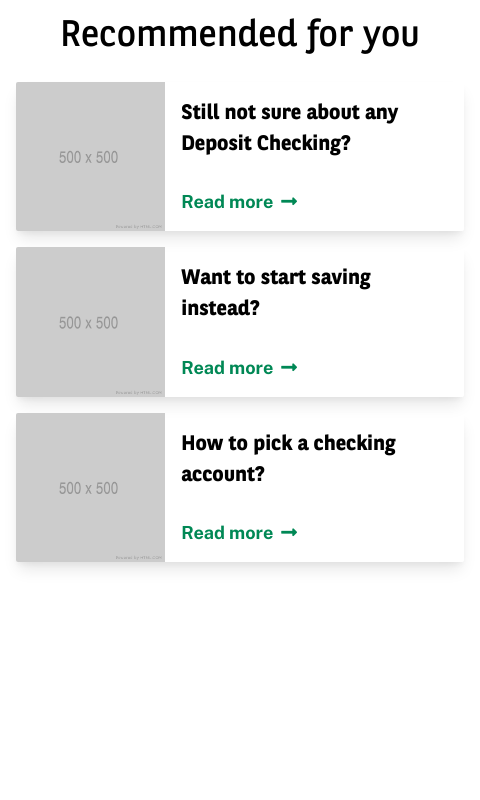 Recommended for you
500 x 500
Still not sure about any
Deposit Checking?
Read more
500 x 500
Want to start saving
instead?
Read more
500 x 500
How to pick a checking
account?
Read more